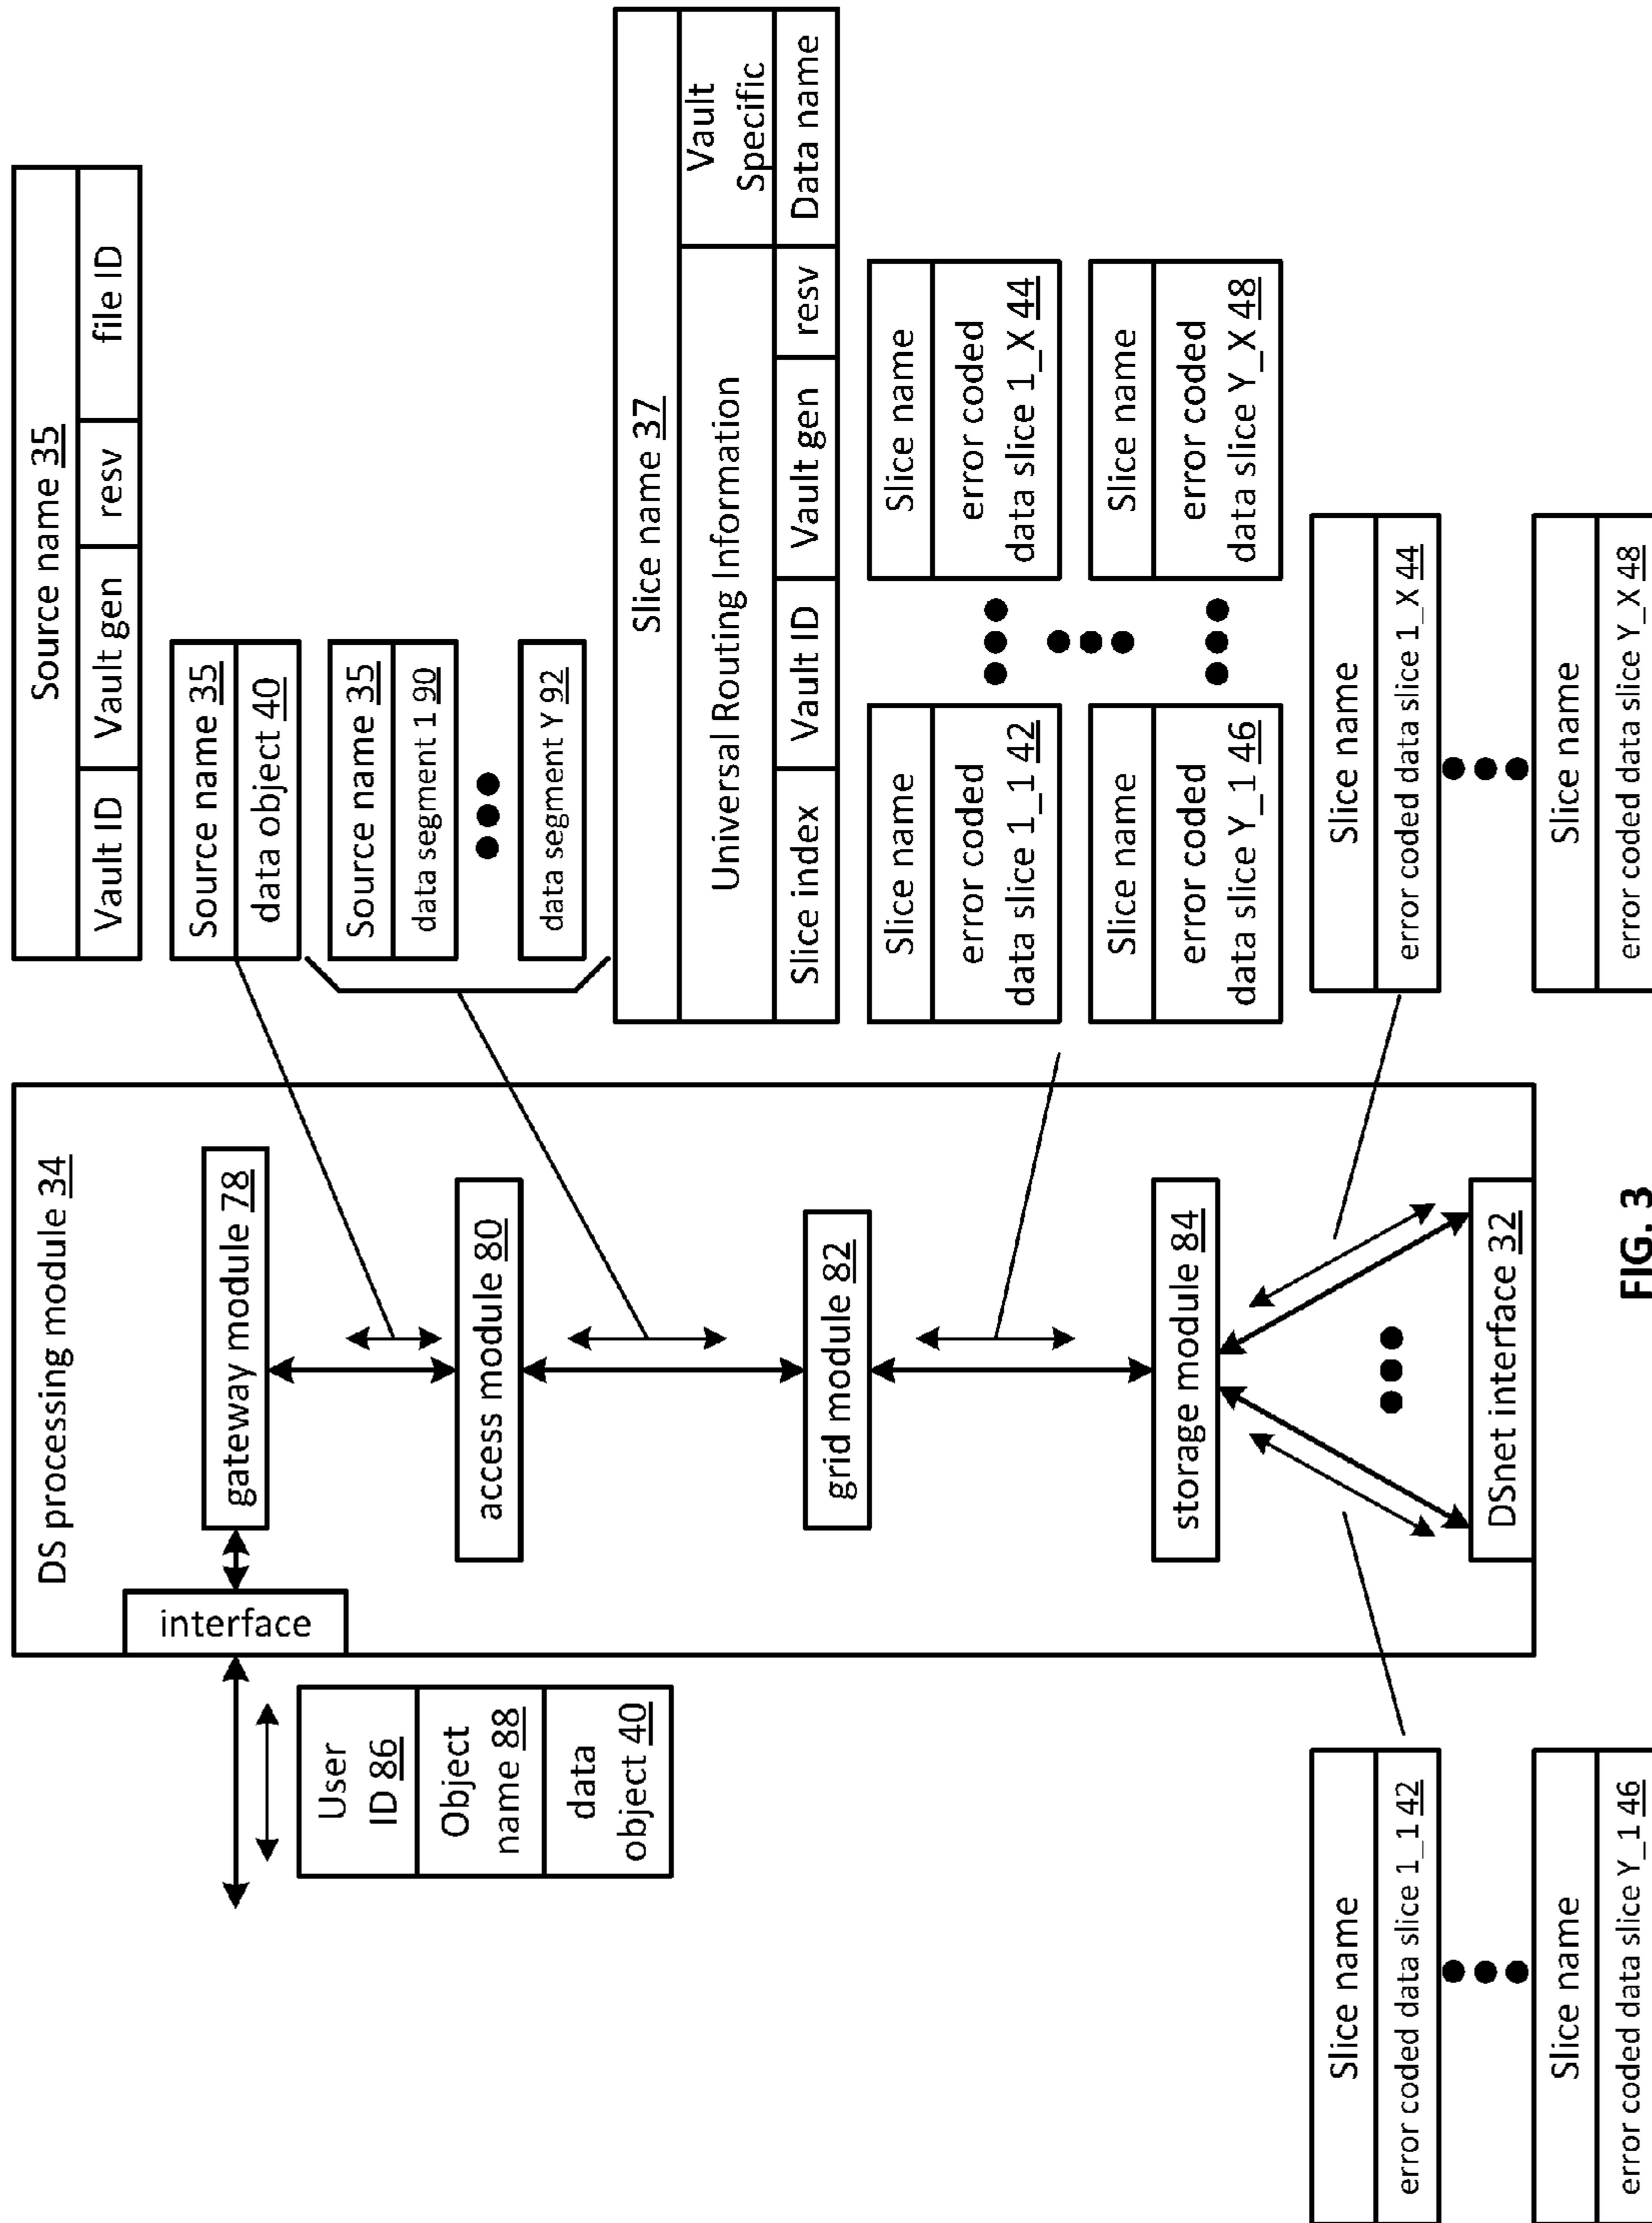 DS processing module 34
interface
gateway module 78
access module 80
grid module 82
storage module 84
DSnet interface 32
User
ID 86
Object
name 88
data
object 40
Source name 35
Vault ID
Vault gen
resv
file ID
Source name 35
data object 40
Source name 35
data segment 1 90
data segment Y 92
Slice name 37
Universal Routing Information
Vault
Specific
Slice index
Vault ID
Vault gen
resv
Data name
Slice name
error coded
data slice 1_1 42
Slice name
error coded
data slice 1_X 44
Slice name
error coded
data slice Y_1 46
Slice name
error coded
data slice Y_X 48
Slice name
error coded data slice 1_1 42
Slice name
error coded data slice Y_1 46
Slice name
error coded data slice 1_X 44
Slice name
error coded data slice Y_X 48
FIG. 3